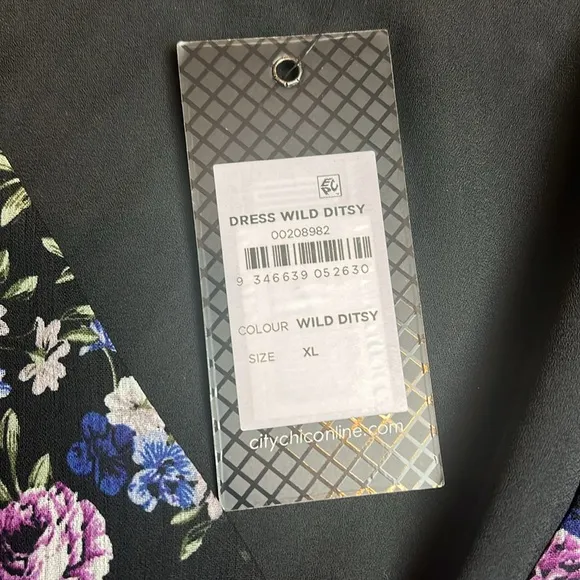 DRESS WILD DITSY
00208982
9 346639 052630
COLOUR WILD DITSY
SIZE XL
citychiconline.com